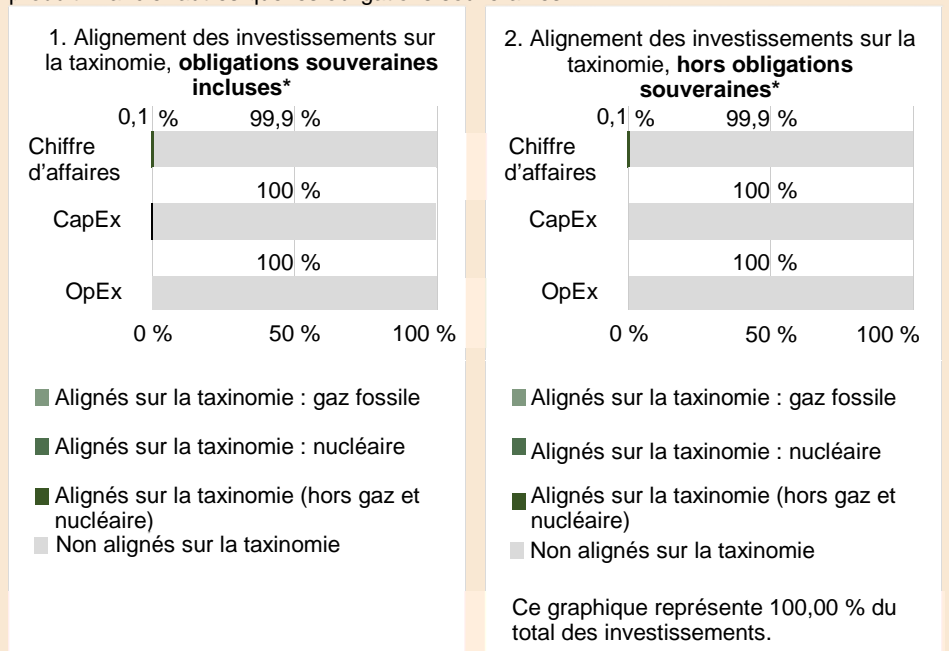 1. Alignement des investissements sur
la taxinomie, obligations souveraines
incluses*
0,1 % 99,9 %
Chiffre
d'affaires
100 %
CapEx
100 %
OpEx
0 % 50 % 100 %
Alignés sur la taxinomie : gaz fossile
Alignés sur la taxinomie : nucléaire
Alignés sur la taxinomie (hors gaz et
nucléaire)
Non alignés sur la taxinomie
2. Alignement des investissements sur la
taxinomie, hors obligations
souveraines*
0,1 % 99,9 %
Chiffre
d'affaires
100 %
CapEx
100 %
OpEx
0 % 50 % 100 %
Alignés sur la taxinomie : gaz fossile
Alignés sur la taxinomie : nucléaire
Alignés sur la taxinomie (hors gaz et
nucléaire)
Non alignés sur la taxinomie
Ce graphique représente 100,00 % du
total des investissements.